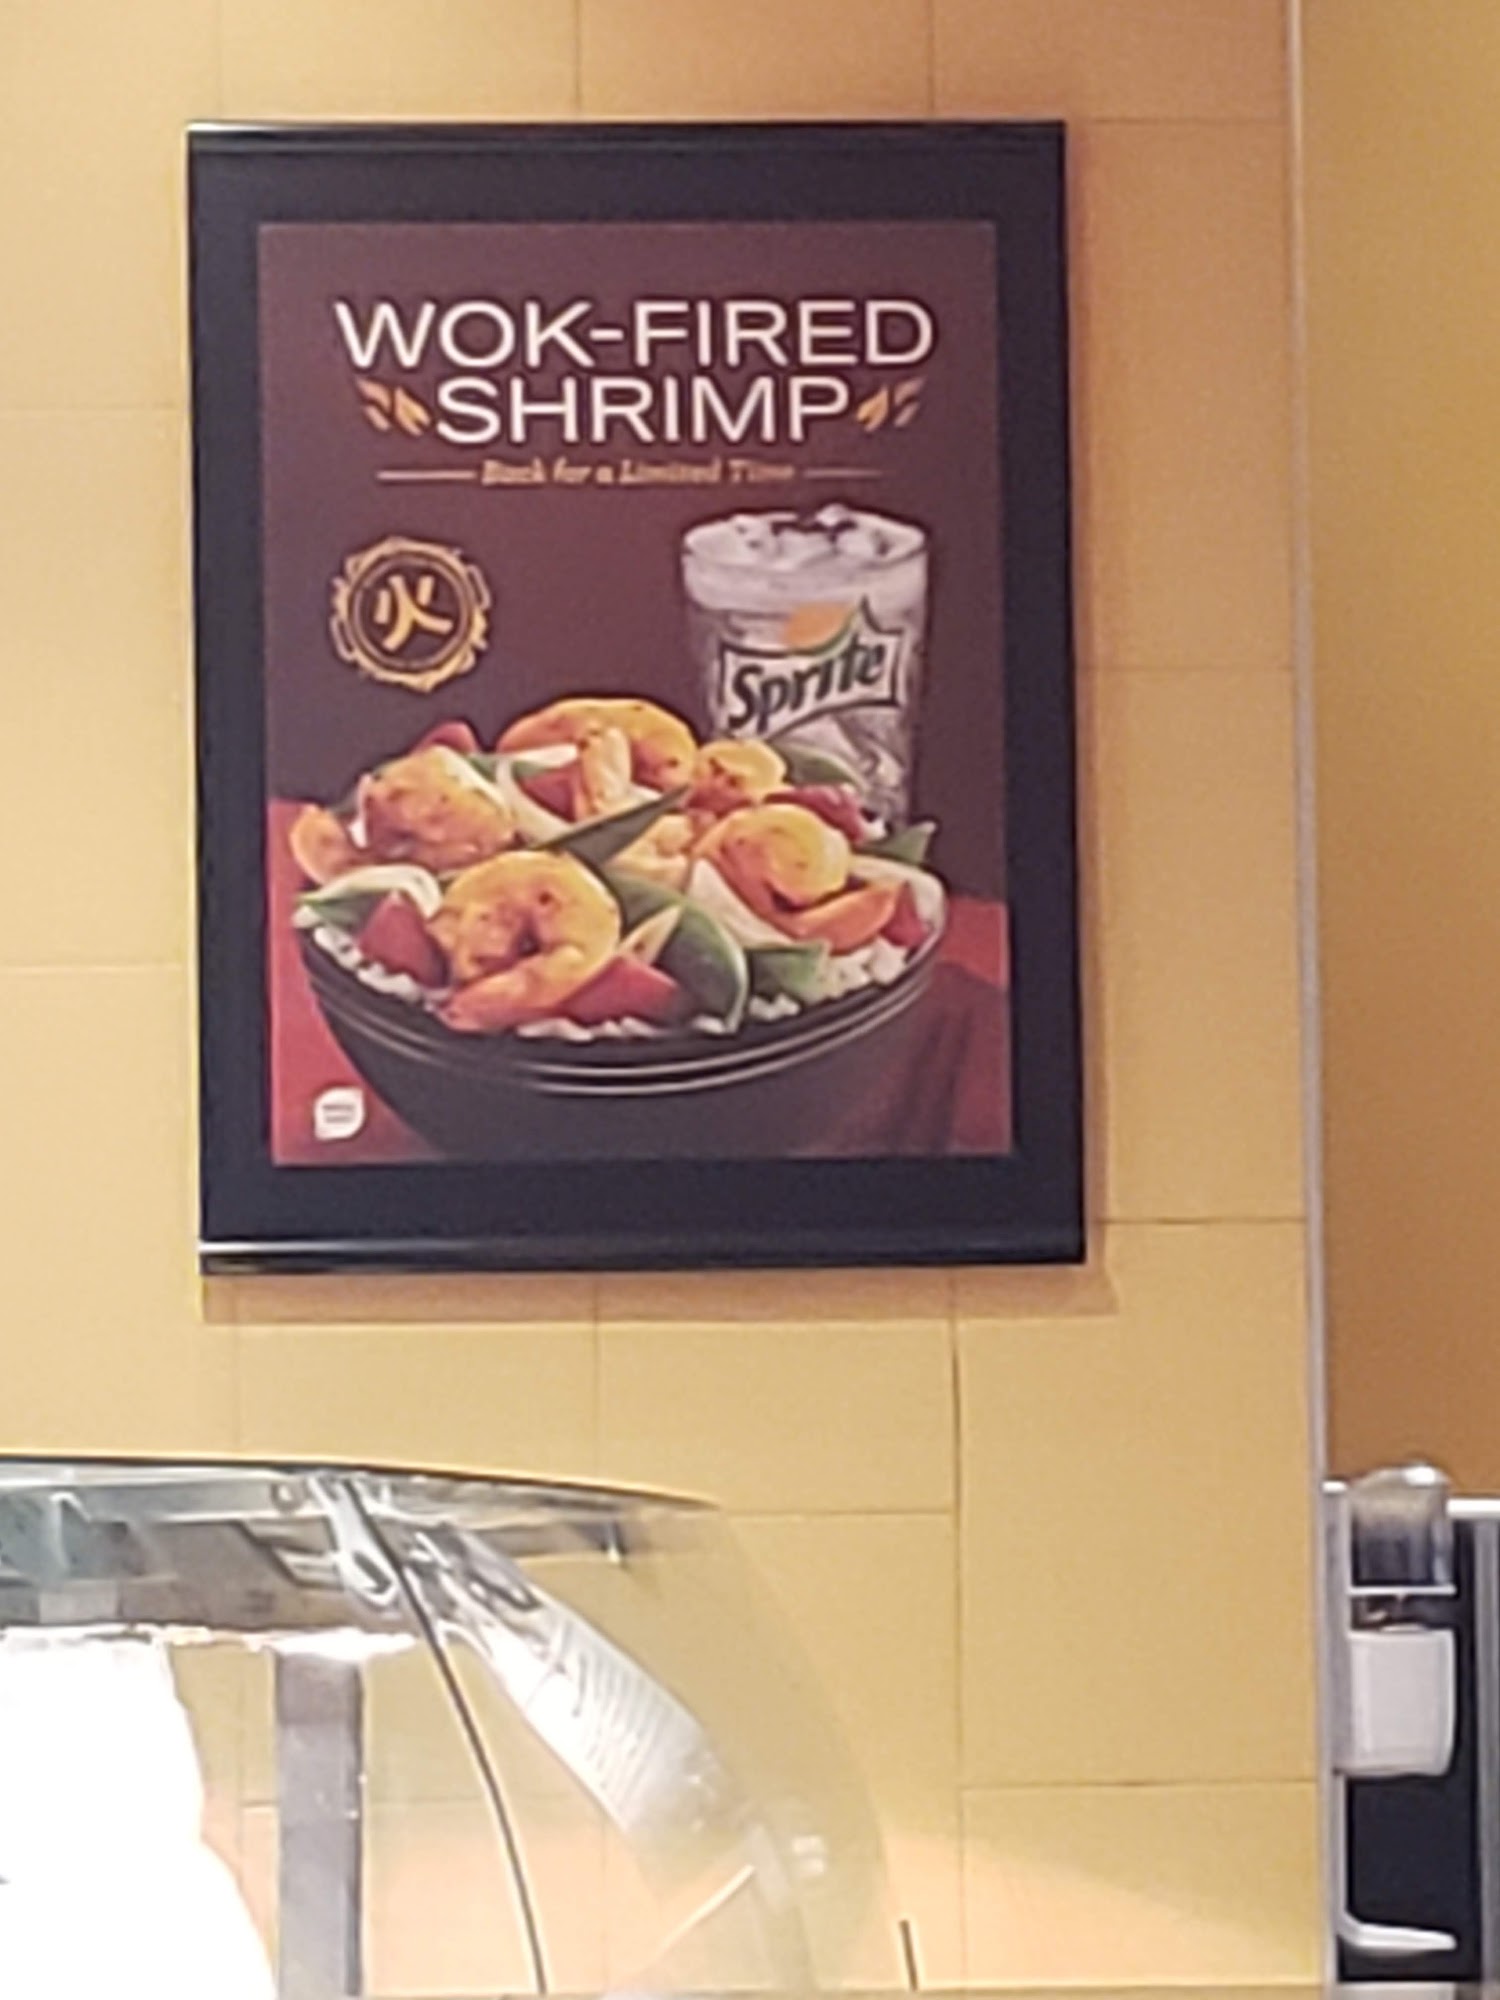 WOK-FIRED
SHRIMP
Back for a Limited Time
火
Sprite